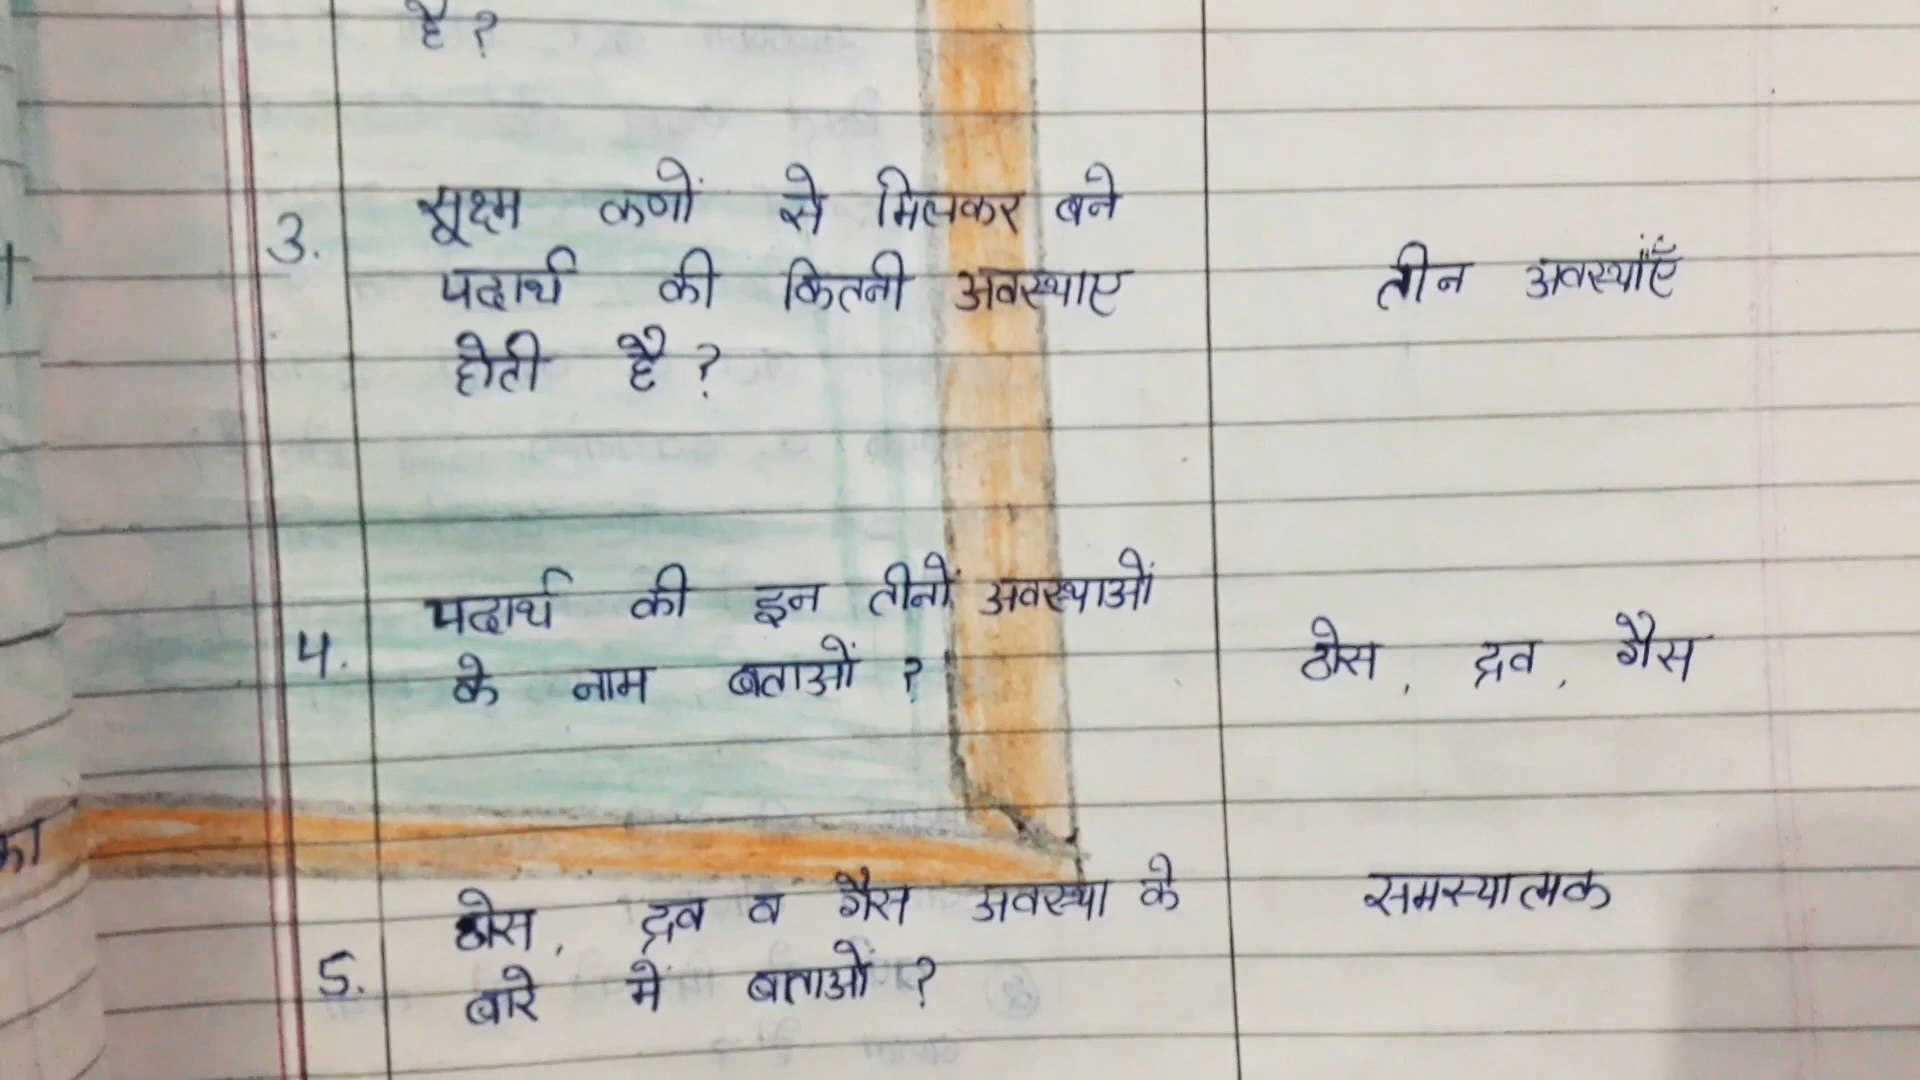 है ?
3. सूक्ष्म कणों से मिलकर बने
पदार्थ की कितनी अवस्थाए
होती है ?
तीन अवस्थाएँ
4. पदार्थ की इन तीनों अवस्थाओं
के नाम बताओं ?
ठोस, द्रव, गैस
का
5. ठोस, द्रव व गैस अवस्था के
बारे में बताओं ?
समस्यात्मक